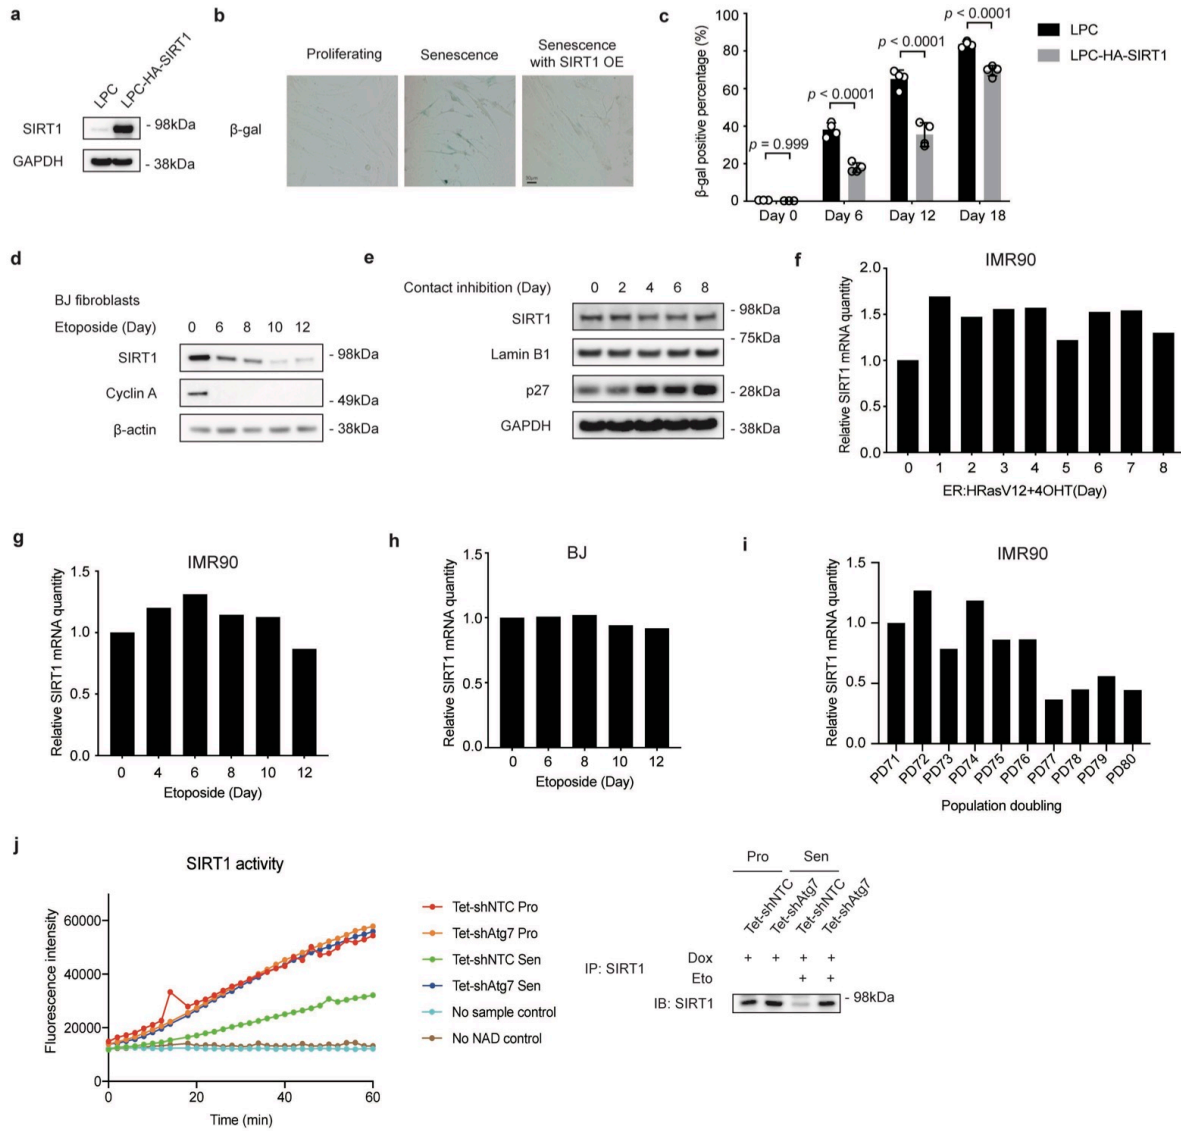 a
LPC
LPC-HA-SIRT1
SIRT1
- 98kDa
GAPDH
- 38kDa
b
Proliferating
Senescence
Senescence
with SIRT1 OE
β-gal
c
β-gal positive percentage (%)
100
80
60
40
20
0
p = 0.999
p < 0.0001
p < 0.0001
p < 0.0001
LPC
LPC-HA-SIRT1
Day 0 Day 6 Day 12 Day 18
d
BJ fibroblasts
Etoposide (Day) 0 6 8 10 12
SIRT1 - 98kDa
Cyclin A
- 49kDa
β-actin - 38kDa
e
Contact inhibition (Day) 0 2 4 6 8
SIRT1 - 98kDa
- 75kDa
Lamin B1
p27 - 28kDa
GAPDH - 38kDa
f
IMR90
Relative SIRT1 mRNA quantity
2.0
1.5
1.0
0.5
0.0
0 1 2 3 4 5 6 7 8
ER:HRasV12+4OHT(Day)
g
IMR90
Relative SIRT1 mRNA quantity
1.5
1.0
0.5
0.0
0 4 6 8 10 12
Etoposide (Day)
h
BJ
Relative SIRT1 mRNA quantity
1.5
1.0
0.5
0.0
0 6 8 10 12
Etoposide (Day)
i
IMR90
Relative SIRT1 mRNA quantity
1.5
1.0
0.5
0.0
PD71 PD72 PD73 PD74 PD75 PD76 PD77 PD78 PD79 PD80
Population doubling
j
SIRT1 activity
Fluorescence intensity
60000
40000
20000
0
0 20 40 60
Time (min)
Tet-shNTC Pro
Tet-shAtg7 Pro
Tet-shNTC Sen
Tet-shAtg7 Sen
No sample control
No NAD control
Pro Sen
Tet-shNTC Tet-shAtg7 Tet-shNTC Tet-shAtg7
IP: SIRT1
Dox + + + +
Eto + +
IB: SIRT1 - 98kDa